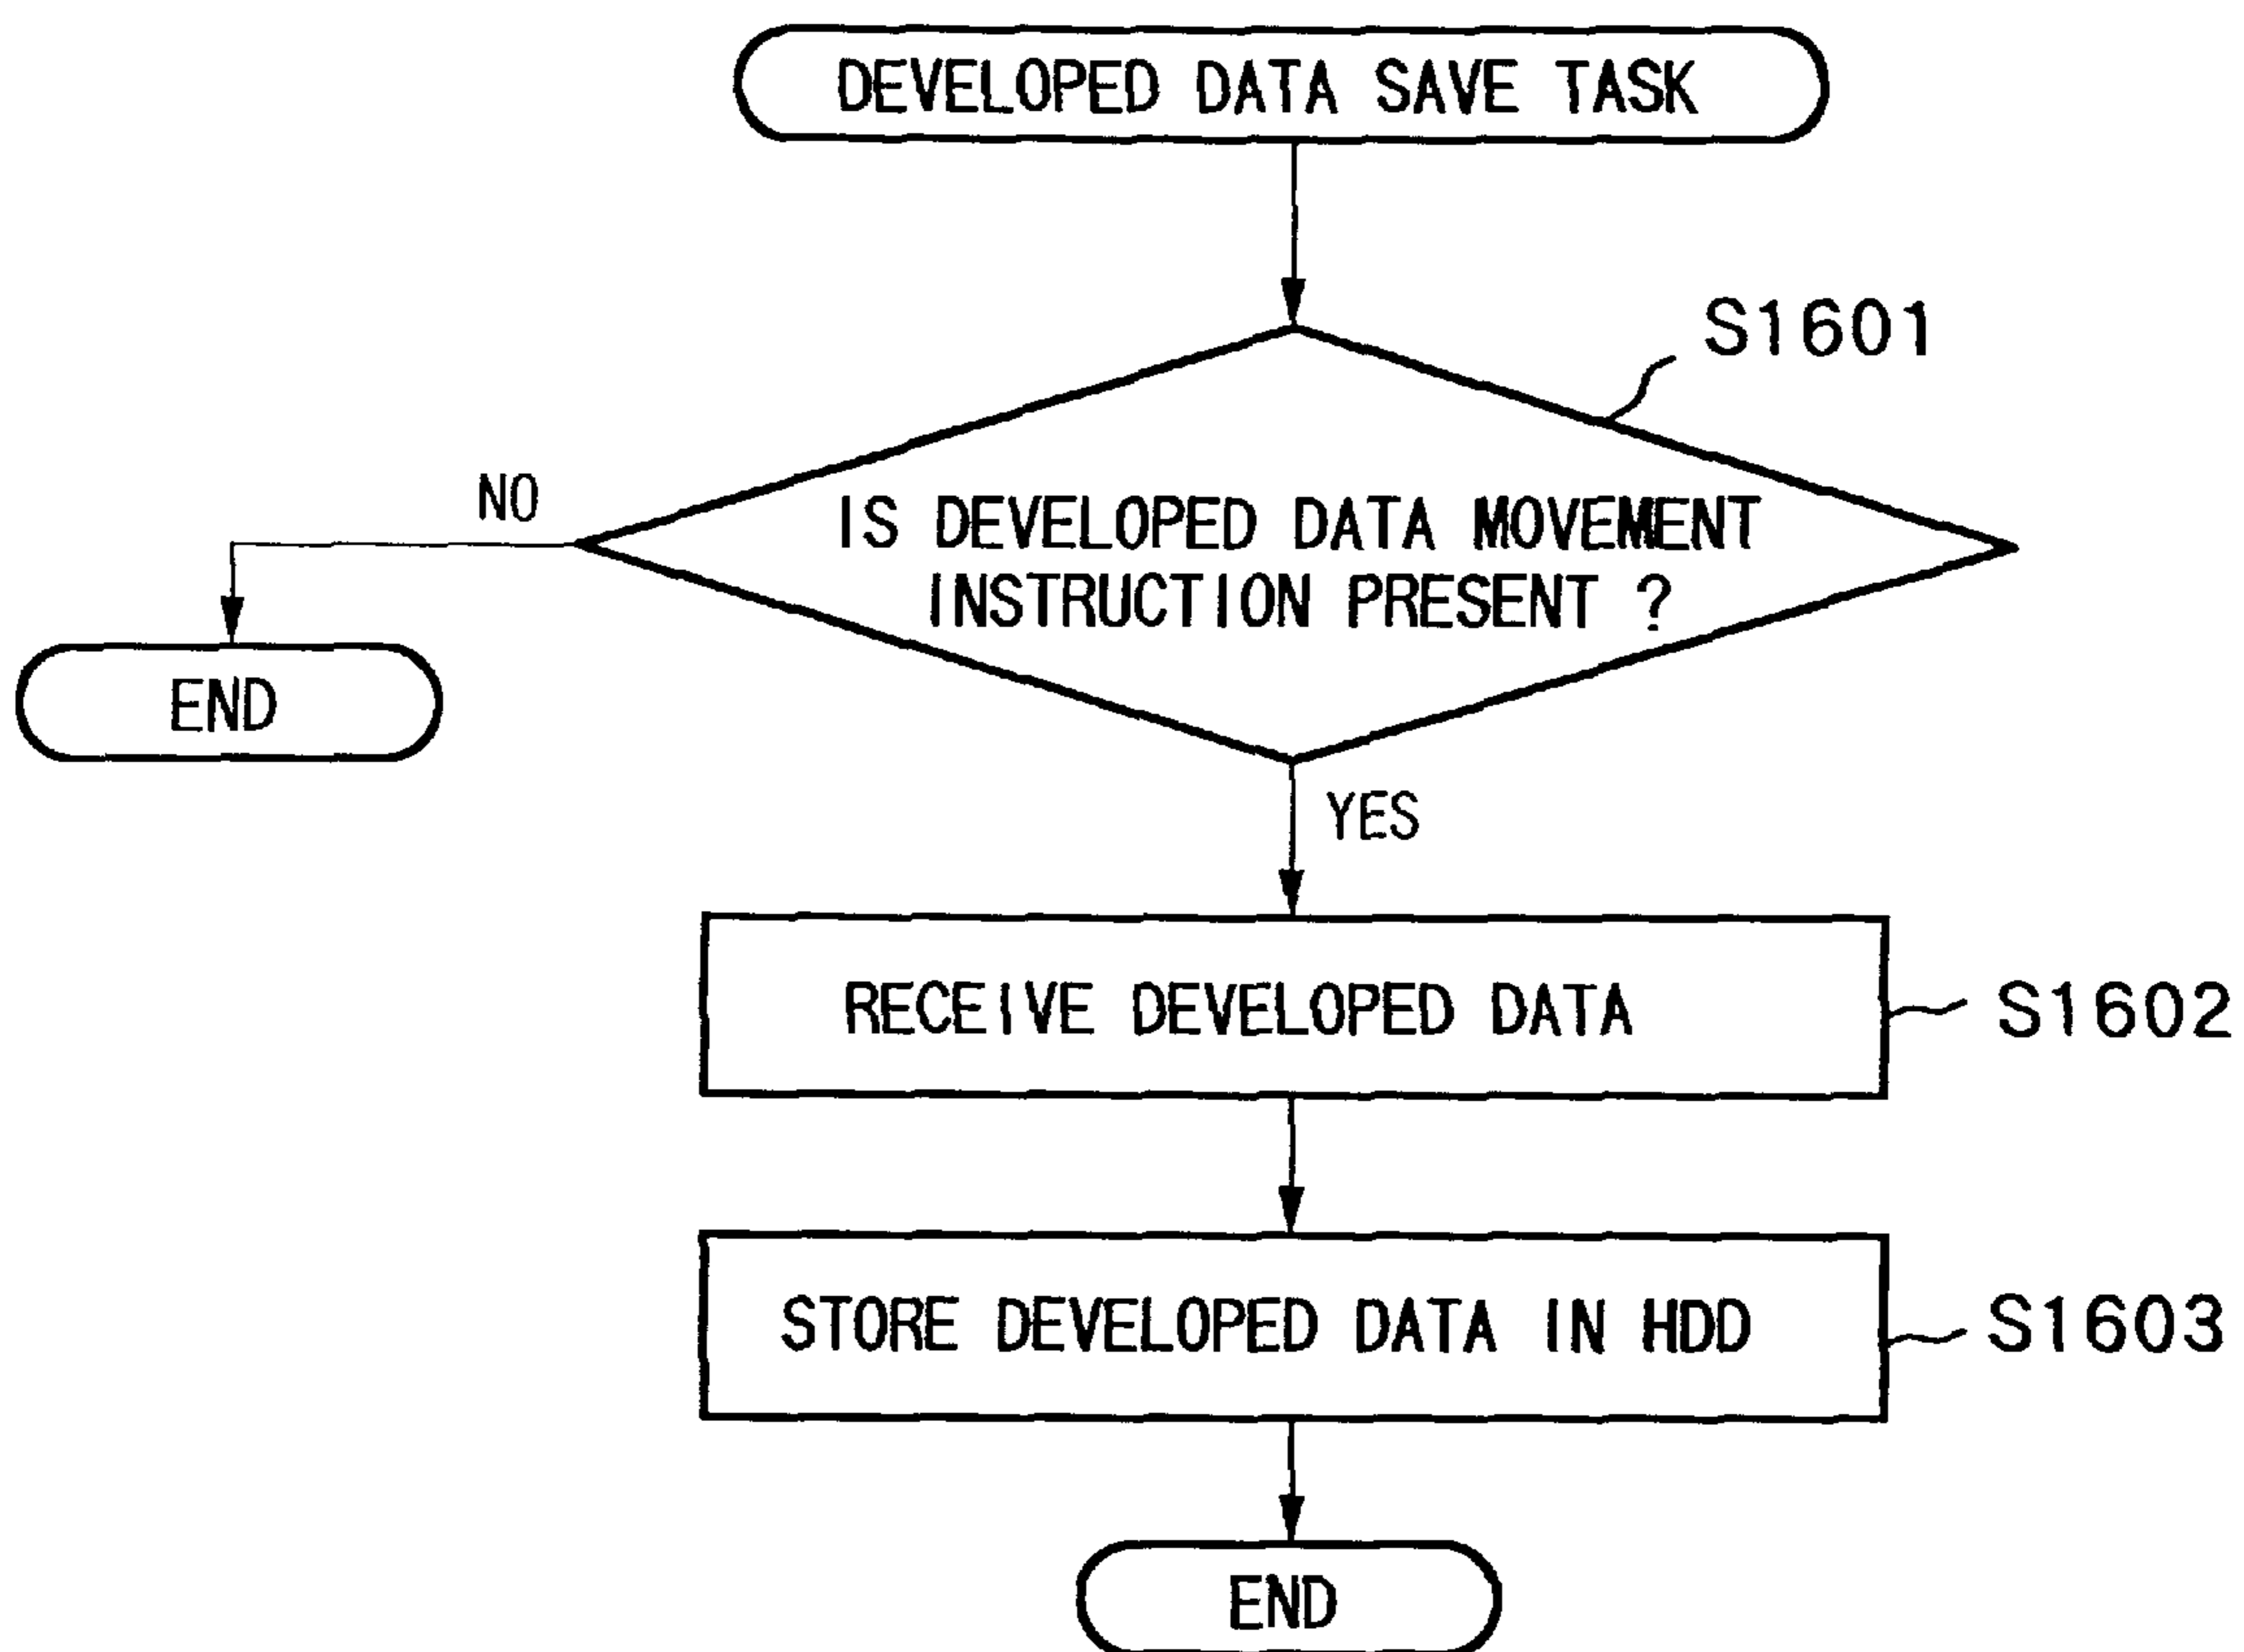 DEVELOPED DATA SAVE TASK
S1601
NO
IS DEVELOPED DATA MOVEMENT
INSTRUCTION PRESENT ?
END
YES
RECEIVE DEVELOPED DATA
S1602
STORE DEVELOPED DATA IN HDD
S1603
END